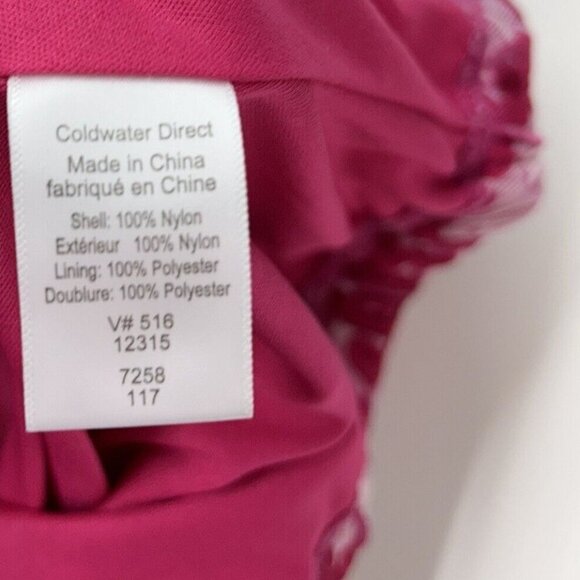 Coldwater Direct
Made in China
fabriqué en Chine
Shell: 100% Nylon
Extérieur 100% Nylon
Lining: 100% Polyester
Doublure: 100% Polyester
V# 516
12315
7258
117